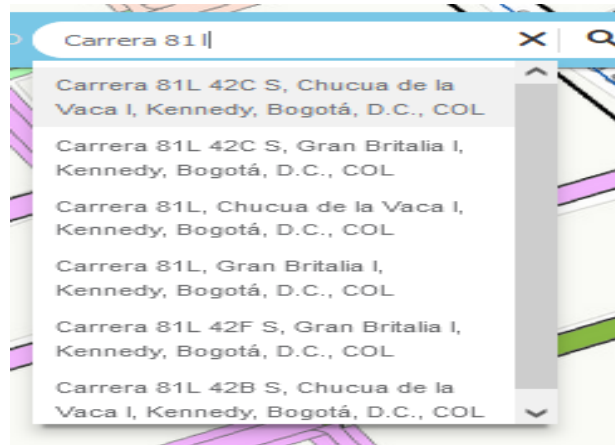 Carrera 81 l
Carrera 81L 42C S, Chucua de la
Vaca I, Kennedy, Bogotá, D.C., COL
Carrera 81L 42C S, Gran Britalia I,
Kennedy, Bogotá, D.C., COL
Carrera 81L, Chucua de la Vaca I,
Kennedy, Bogotá, D.C., COL
Carrera 81L, Gran Britalia I,
Kennedy, Bogotá, D.C., COL
Carrera 81L 42F S, Gran Britalia I,
Kennedy, Bogotá, D.C., COL
Carrera 81L 42B S, Chucua de la
Vaca I, Kennedy, Bogotá, D.C., COL